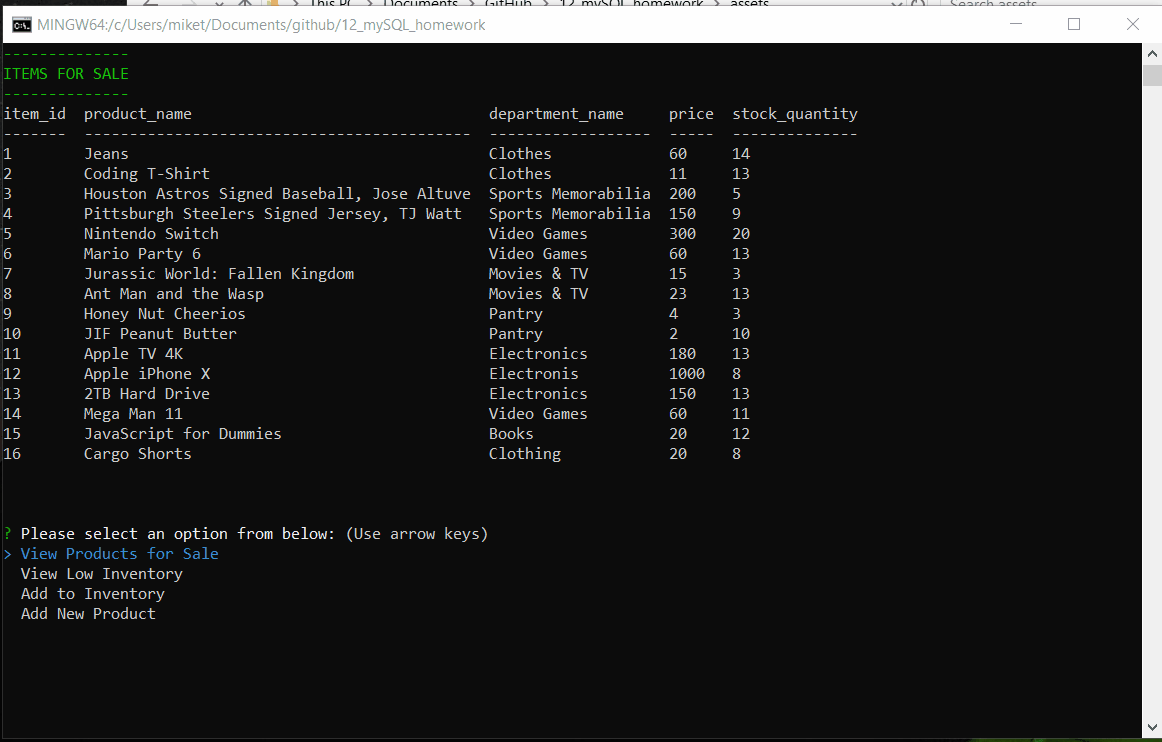 This PC > Documents > GitHub > 12_mySQL_homework > assets
Search assets
MINGW64:/c/Users/miket/Documents/github/12_mySQL_homework
--------------
ITEMS FOR SALE
--------------
item_id  product_name                                 department_name     price  stock_quantity
-------  -------------------------------------------  ------------------  -----  --------------
1        Jeans                                        Clothes             60     14
2        Coding T-Shirt                               Clothes             11     13
3        Houston Astros Signed Baseball, Jose Altuve  Sports Memorabilia  200    5
4        Pittsburgh Steelers Signed Jersey, TJ Watt   Sports Memorabilia  150    9
5        Nintendo Switch                              Video Games         300    20
6        Mario Party 6                                Video Games         60     13
7        Jurassic World: Fallen Kingdom               Movies & TV         15     3
8        Ant Man and the Wasp                         Movies & TV         23     13
9        Honey Nut Cheerios                           Pantry              4      3
10       JIF Peanut Butter                            Pantry              2      10
11       Apple TV 4K                                  Electronics         180    13
12       Apple iPhone X                               Electronis          1000   8
13       2TB Hard Drive                               Electronics         150    13
14       Mega Man 11                                  Video Games         60     11
15       JavaScript for Dummies                       Books               20     12
16       Cargo Shorts                                 Clothing            20     8
? Please select an option from below: (Use arrow keys)
> View Products for Sale
  View Low Inventory
  Add to Inventory
  Add New Product